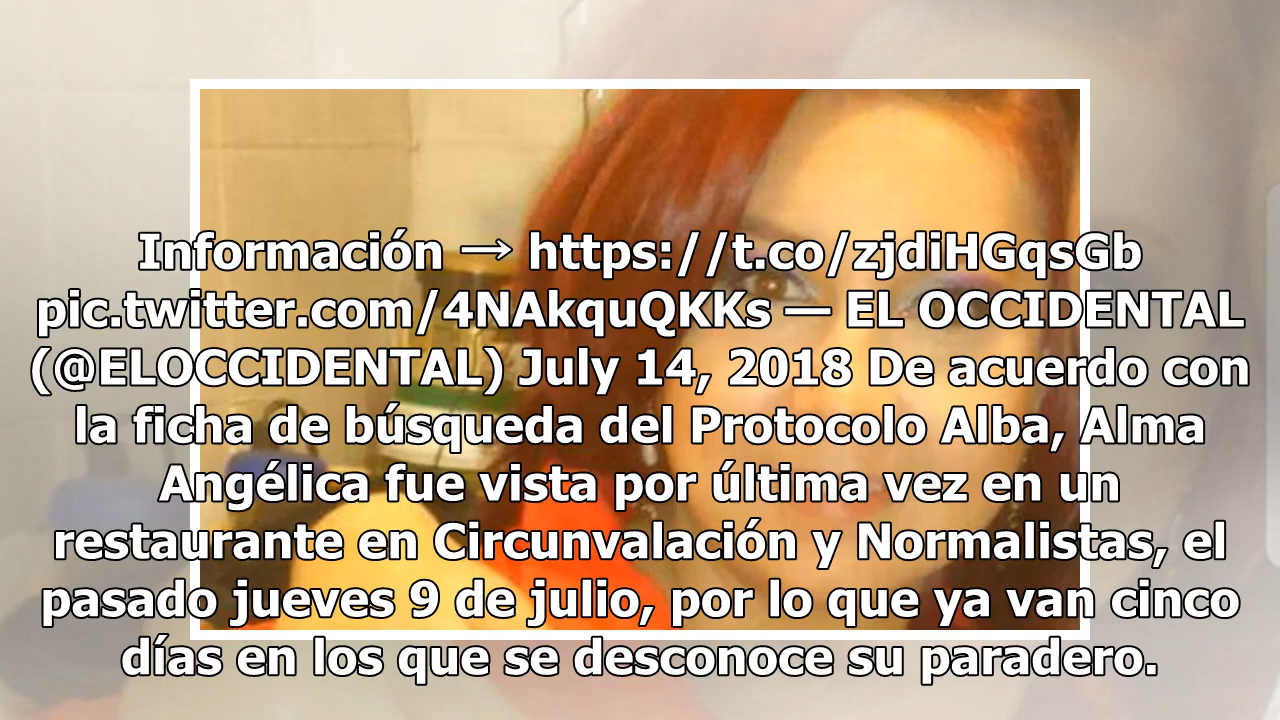 Información → https://t.co/zjdiHGqsGb
pic.twitter.com/4NAkquQKKs — EL OCCIDENTAL
(@ELOCCIDENTAL) July 14, 2018 De acuerdo con
la ficha de búsqueda del Protocolo Alba, Alma
Angélica fue vista por última vez en un
restaurante en Circunvalación y Normalistas, el
pasado jueves 9 de julio, por lo que ya van cinco
días en los que se desconoce su paradero.